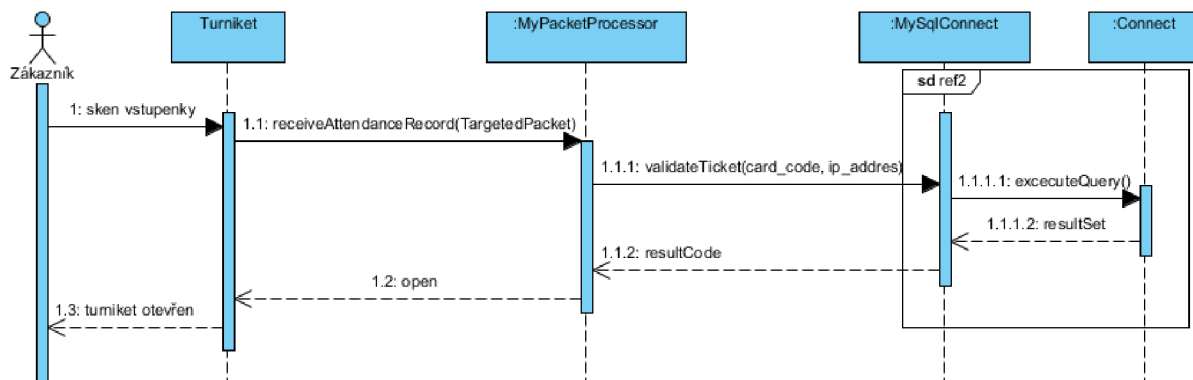 Turniket
:MyPacketProcessor
:MySqlConnect
:Connect
Zákazník
sd ref2
1: sken vstupenky
1.1: receiveAttendanceRecord(TargetedPacket)
1.1.1: validateTicket(card_code, ip_addres)
1.1.1.1: excecuteQuery()
1.1.1.2: resultSet
1.1.2: resultCode
1.2: open
1.3: turniket otevřen